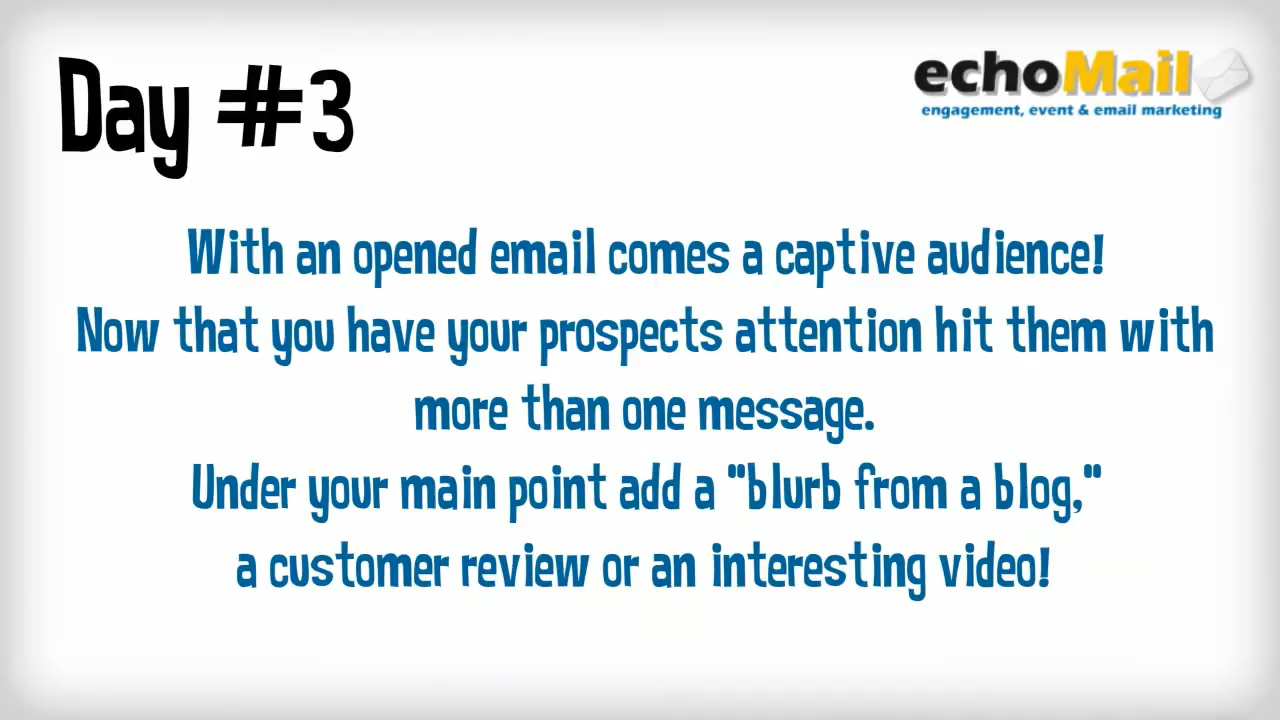 Day #3
echoMail
engagement, event & email marketing
With an opened email comes a captive audience!
Now that you have your prospects attention hit them with
more than one message.
Under your main point add a "blurb from a blog,"
a customer review or an interesting video!